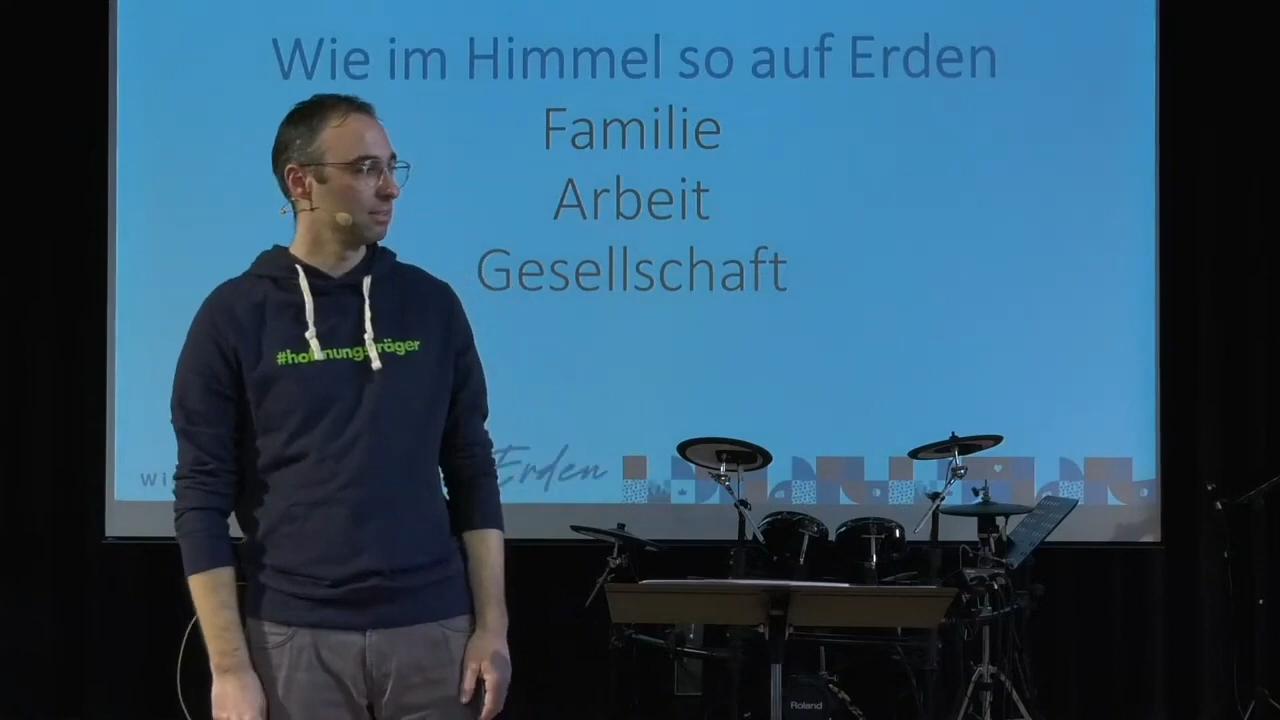 Wie im Himmel so auf Erden
Familie
Arbeit
Gesellschaft
Erden
Roland